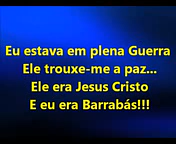 Eu estava em plena Guerra
Ele trouxe-me a paz...
Ele era Jesus Cristo
E eu era Barrabás!!!